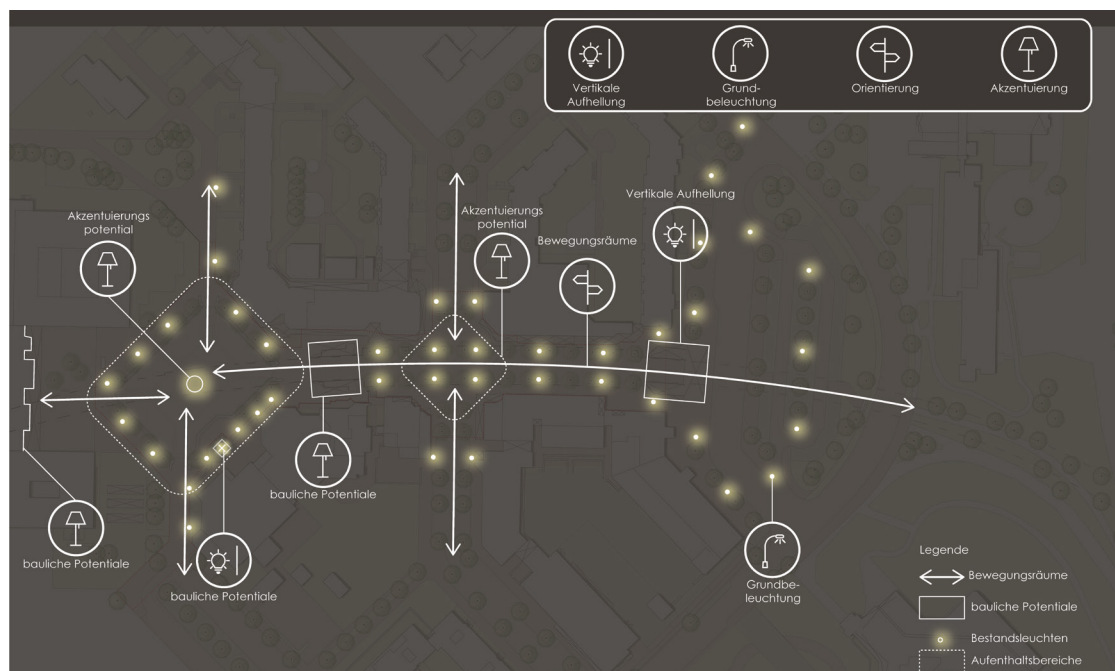 Vertikale
Aufhellung
Grund-
beleuchtung
Orientierung
Akzentuierung
Vertikale Aufhellung
Akzentuierungs
potential
Akzentuierungs
potential
Bewegungsräume
bauliche Potentiale
bauliche Potentiale
bauliche Potentiale
Grundbe-
leuchtung
Legende
Bewegungsräume
bauliche Potentiale
Bestandsleuchten
Aufenthaltsbereiche